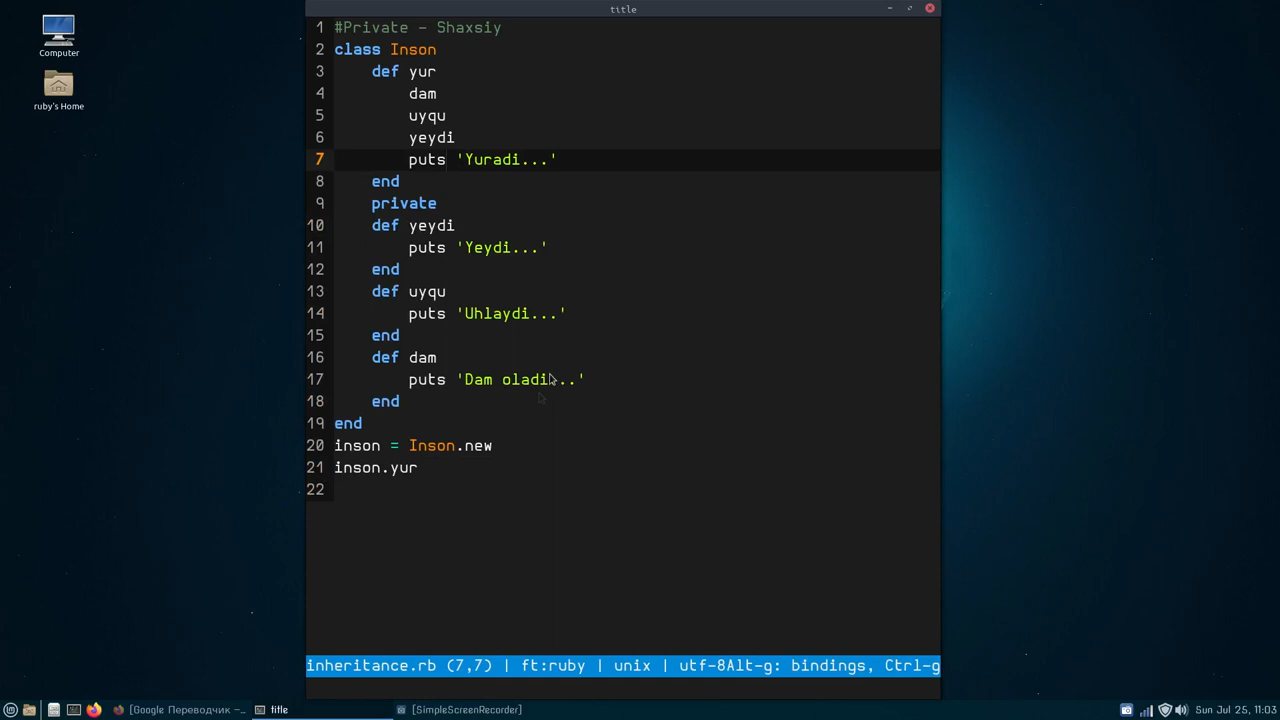 title
Computer
ruby's Home
1 #Private - Shaxsiy
2 class Inson
3     def yur
4         dam
5         uyqu
6         yeydi
7         puts 'Yuradi...'
8     end
9     private
10     def yeydi
11         puts 'Yeydi...'
12     end
13     def uyqu
14         puts 'Uhlaydi...'
15     end
16     def dam
17         puts 'Dam oladi...'
18     end
19 end
20 inson = Inson.new
21 inson.yur
22
inheritance.rb (7,7) | ft:ruby | unix | utf-8Alt-g: bindings, Ctrl-g
[Google Переводчик –...
title
[SimpleScreenRecorder]
Sun Jul 25, 11:03